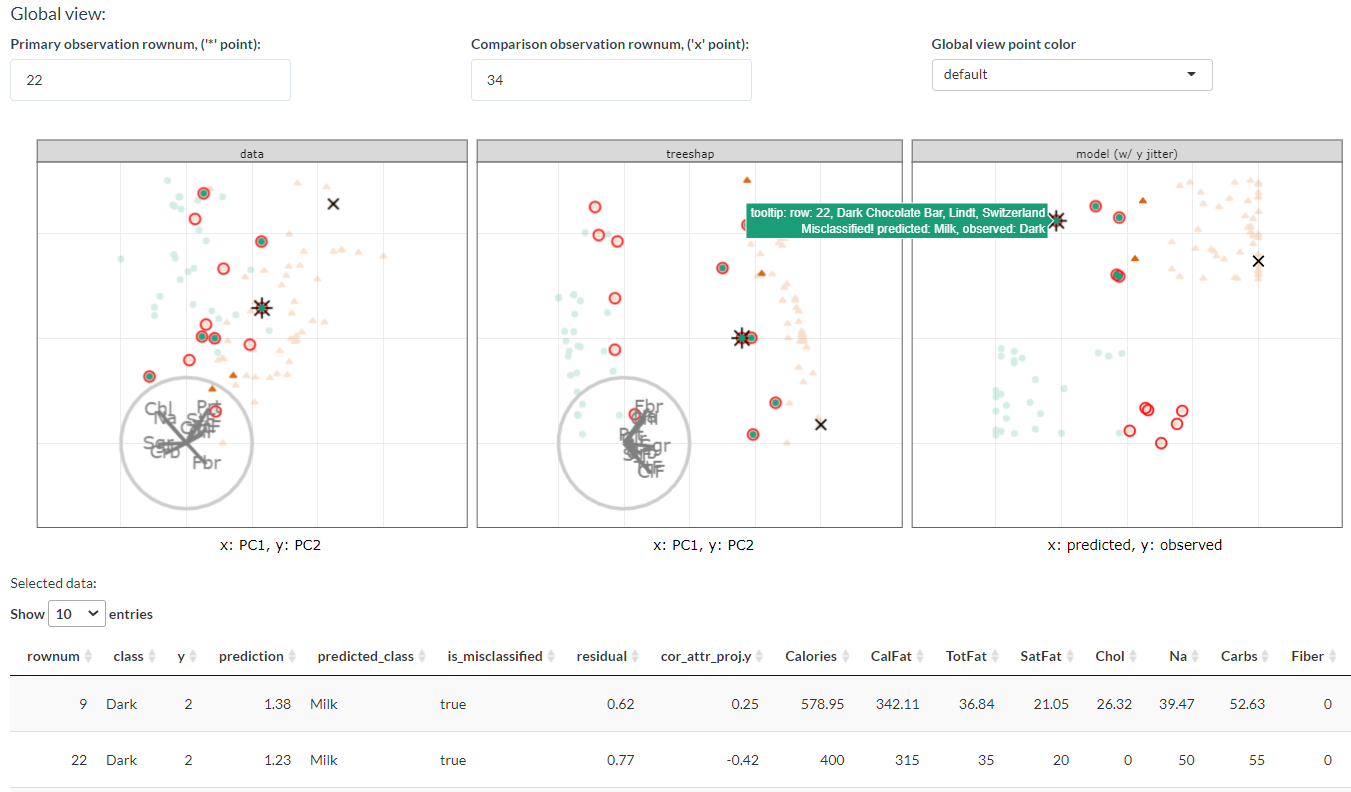 Global view:
Primary observation rownum, ('*' point):
Comparison observation rownum, ('x' point):
Global view point color
22
34
default
data
treeshap
model (w/ y jitter)
tooltip: row: 22, Dark Chocolate Bar, Lindt, Switzerland
Misclassified! predicted: Milk, observed: Dark
Chl
Na
Fbr
Fbr
x: PC1, y: PC2
x: PC1, y: PC2
x: predicted, y: observed
Selected data:
Show 10 entries
rownum class y prediction predicted_class is_misclassified residual cor_attr_proj.y Calories CalFat TotFat SatFat Chol Na Carbs Fiber
9 Dark 2 1.38 Milk true 0.62 0.25 578.95 342.11 36.84 21.05 26.32 39.47 52.63 0
22 Dark 2 1.23 Milk true 0.77 -0.42 400 315 35 20 0 50 55 0